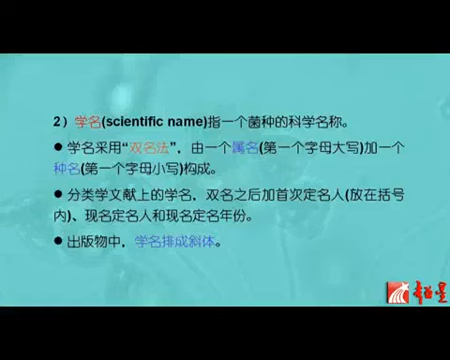 2）学名(scientific name)指一个菌种的科学名称。
● 学名采用“双名法”，由一个属名(第一个字母大写)加一个
种名(第一个字母小写)构成。
● 分类学文献上的学名，双名之后加首次定名人(放在括号
内)、现名定名人和现名定名年份。
● 出版物中，学名排成斜体。
超星